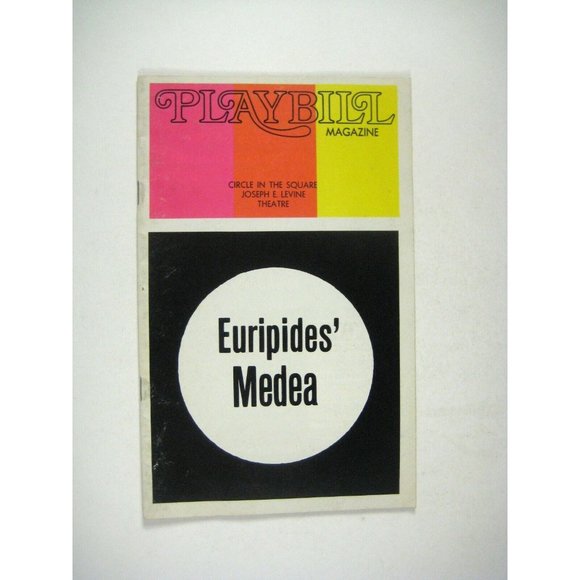 PLAYBILL
MAGAZINE
CIRCLE IN THE SQUARE
JOSEPH E. LEVINE
THEATRE
Euripides'
Medea